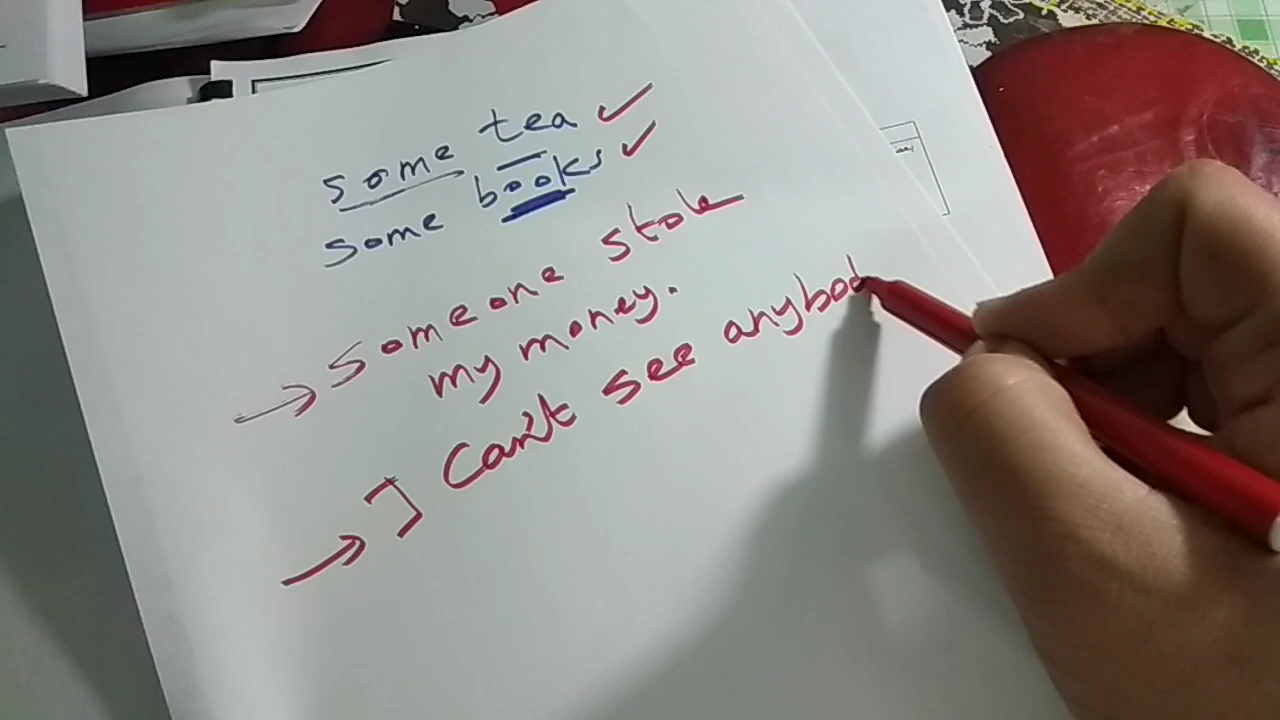 some tea ✓
some books ✓
→ someone stole
my money.
→ I can't see anybod